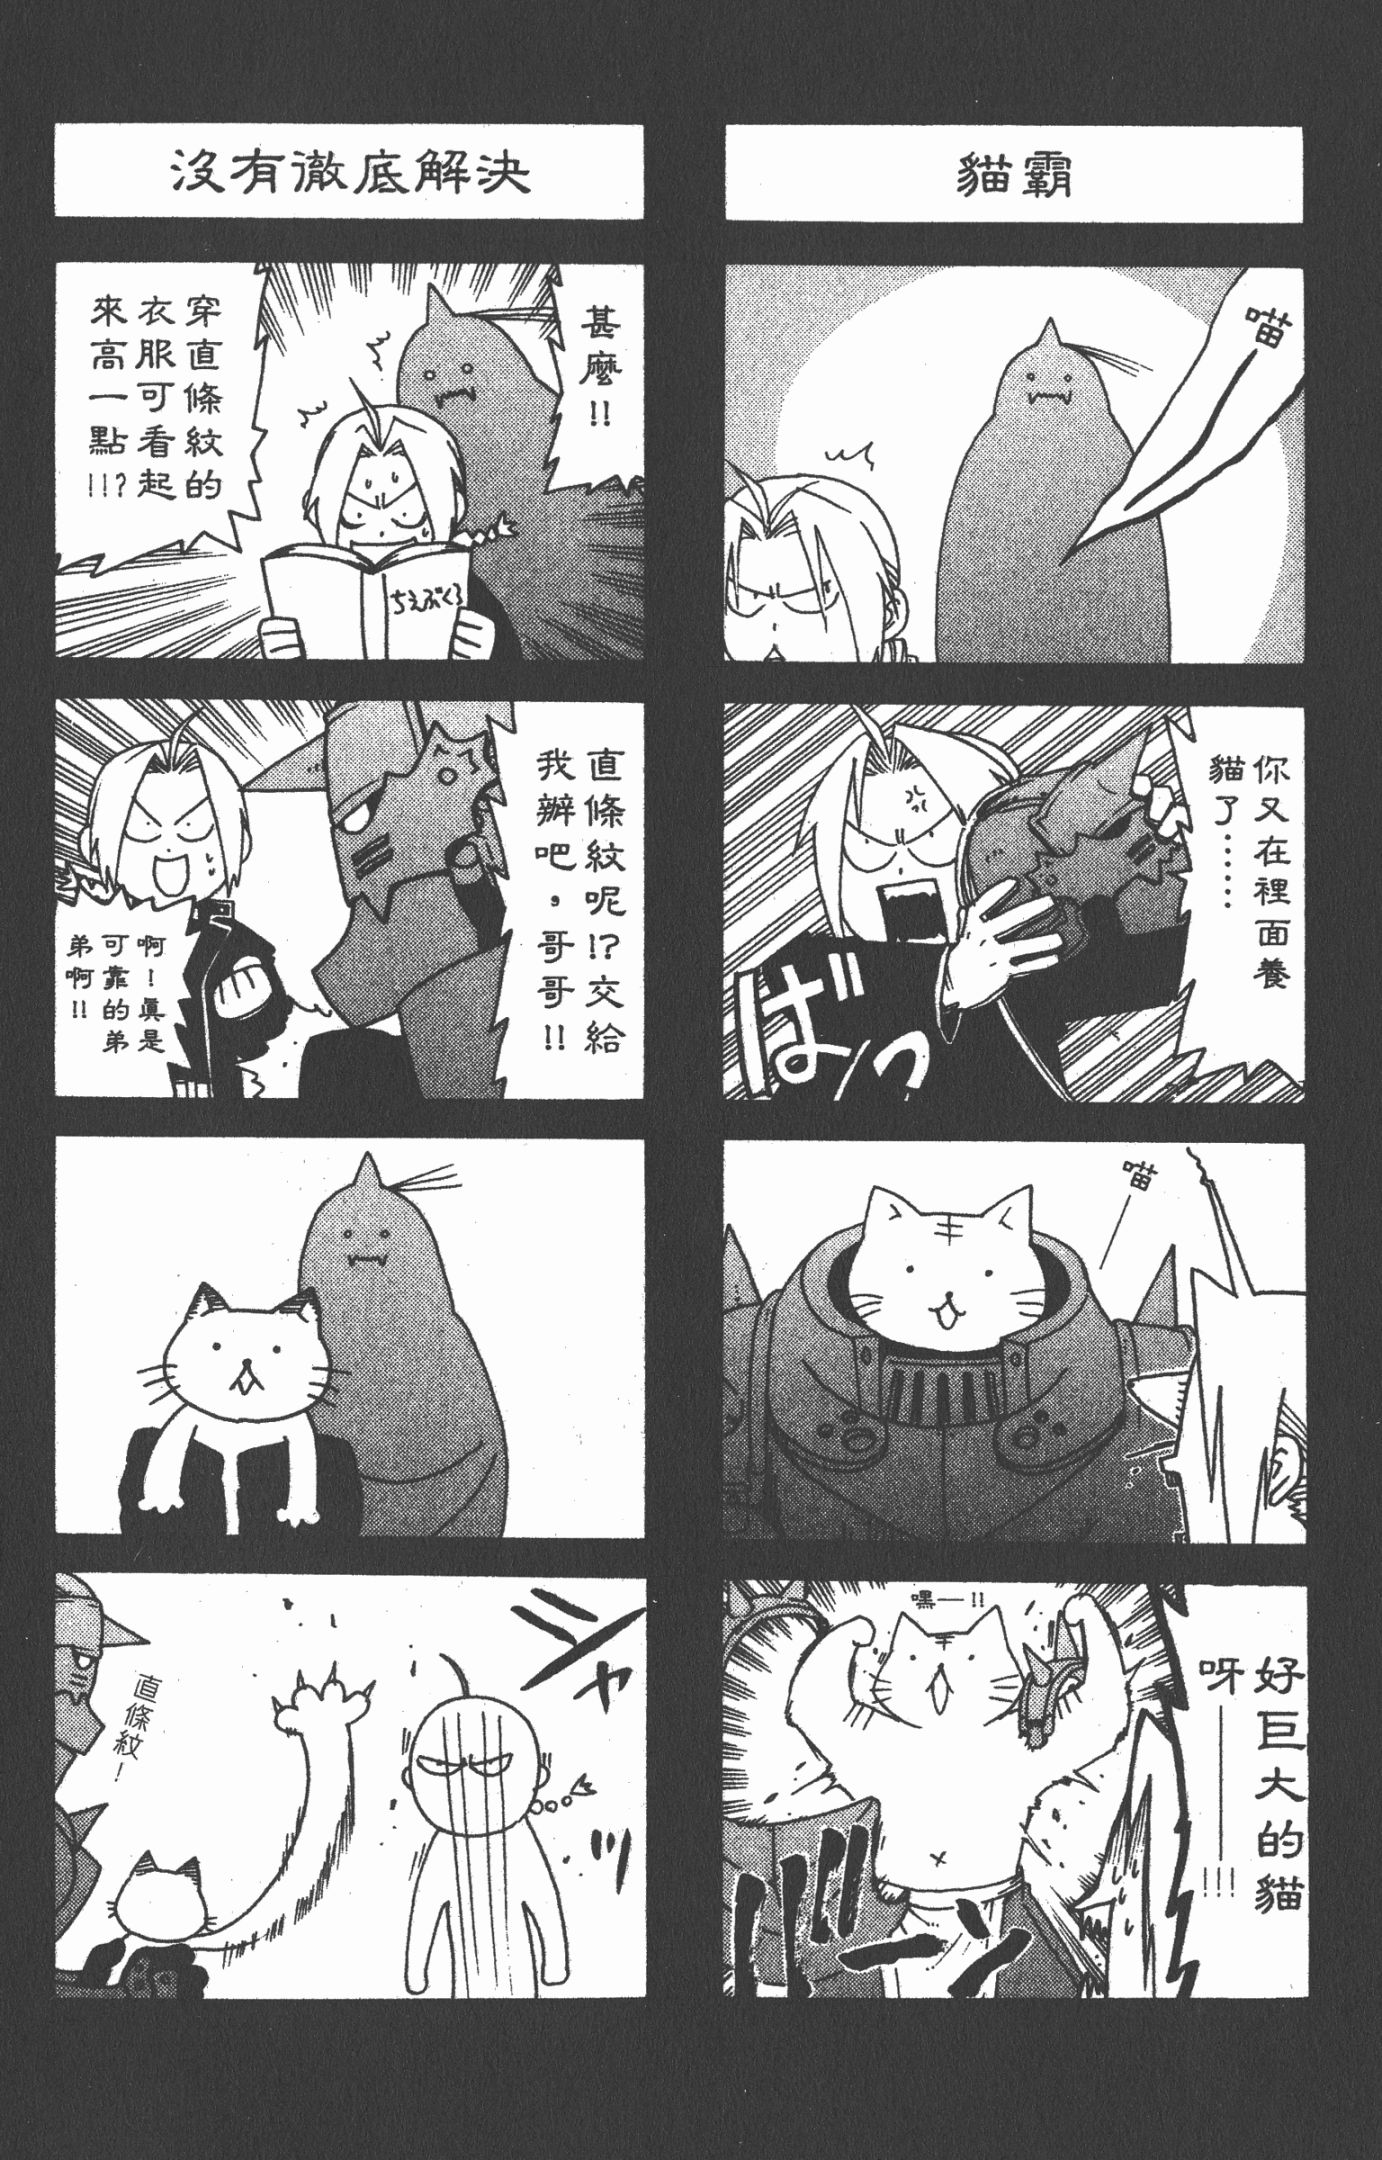 貓霸
喵
你又在裡面養
貓了……
ばっ
喵
嘿—!!
好巨大的貓
呀———!!!
ドーン
沒有徹底解決
甚麼!!
穿直條紋的
衣服可看起
來高一點!!?
ちえぶくろ
直條紋呢!?交給
我辦吧，哥哥!!
啊！真是
可靠的弟
弟啊!!
直條紋！
シャッ